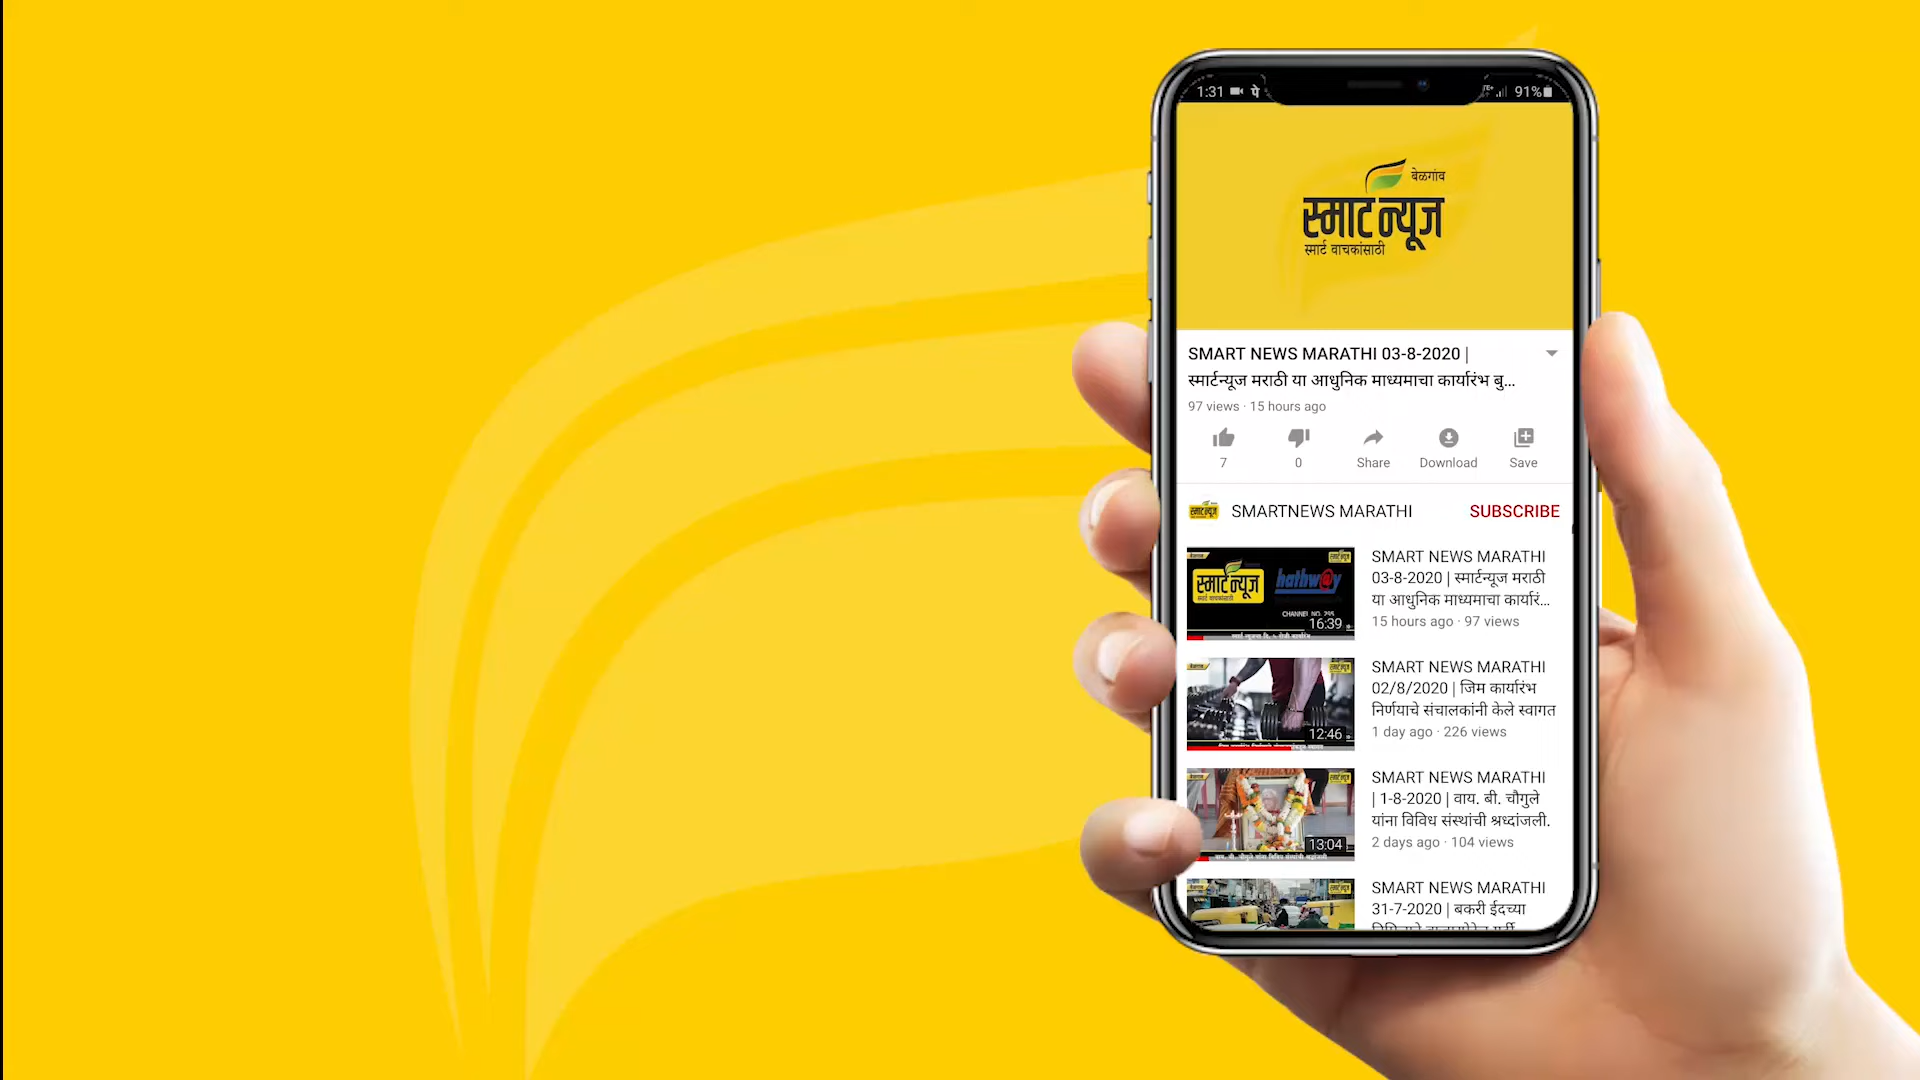 1:31 पे 91%
बेळगांव
स्मार्ट न्यूज
स्मार्ट वाचकांसाठी
SMART NEWS MARATHI 03-8-2020 |
स्मार्टन्यूज मराठी या आधुनिक माध्यमाचा कार्यारंभ बु...
97 views · 15 hours ago
7 0 Share Download Save
स्मार्ट न्यूज SMARTNEWS MARATHI SUBSCRIBE
स्मार्ट न्यूज hathway
CHANNEL NO. 295
16:39
SMART NEWS MARATHI
03-8-2020 | स्मार्टन्यूज मराठी
या आधुनिक माध्यमाचा कार्यारं...
15 hours ago · 97 views
12:46
SMART NEWS MARATHI
02/8/2020 | जिम कार्यारंभ
निर्णयाचे संचालकांनी केले स्वागत
1 day ago · 226 views
13:04
SMART NEWS MARATHI
| 1-8-2020 | वाय. बी. चौगुले
यांना विविध संस्थांची श्रध्दांजली.
2 days ago · 104 views
SMART NEWS MARATHI
31-7-2020 | बकरी ईदच्या